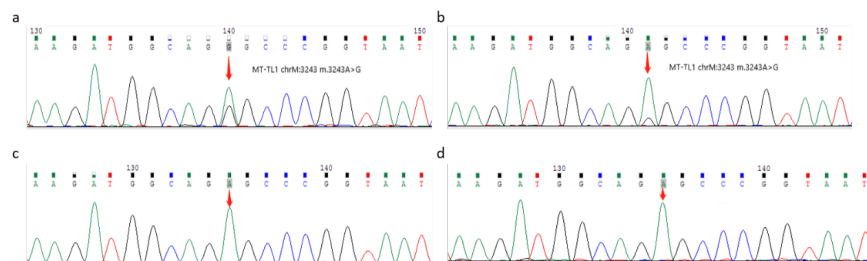 a
130 140 150
A A G A T G G C A G G G C C C G G T A A T
MT-TL1 chrM:3243 m.3243A>G
b
140 150
A A G A T G G C A G A G C C C G G T A A T
MT-TL1 chrM:3243 m.3243A>G
c
130 140
A A G A T G G C A G A G C C C G G T A A T
d
130 140
A A G A T G G C A G A G C C C G G T A A T